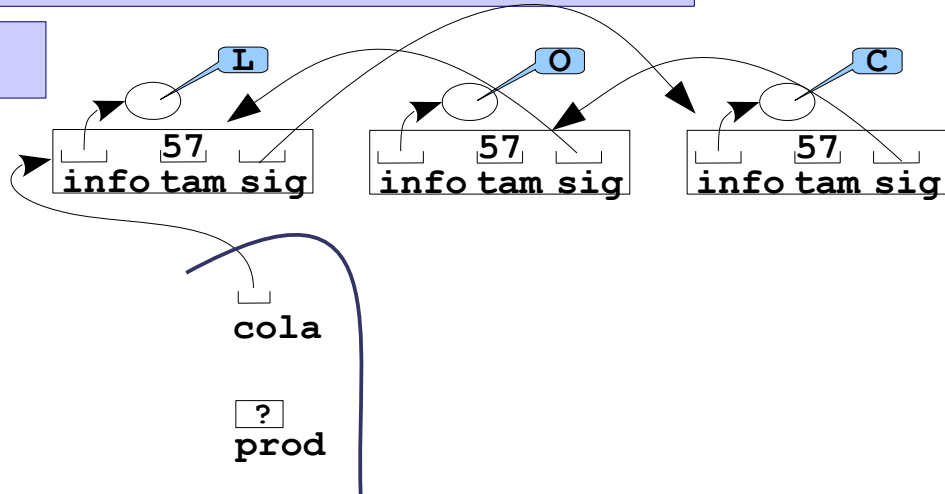 L O C
57 57 57
info tam sig info tam sig info tam sig
cola
?
prod